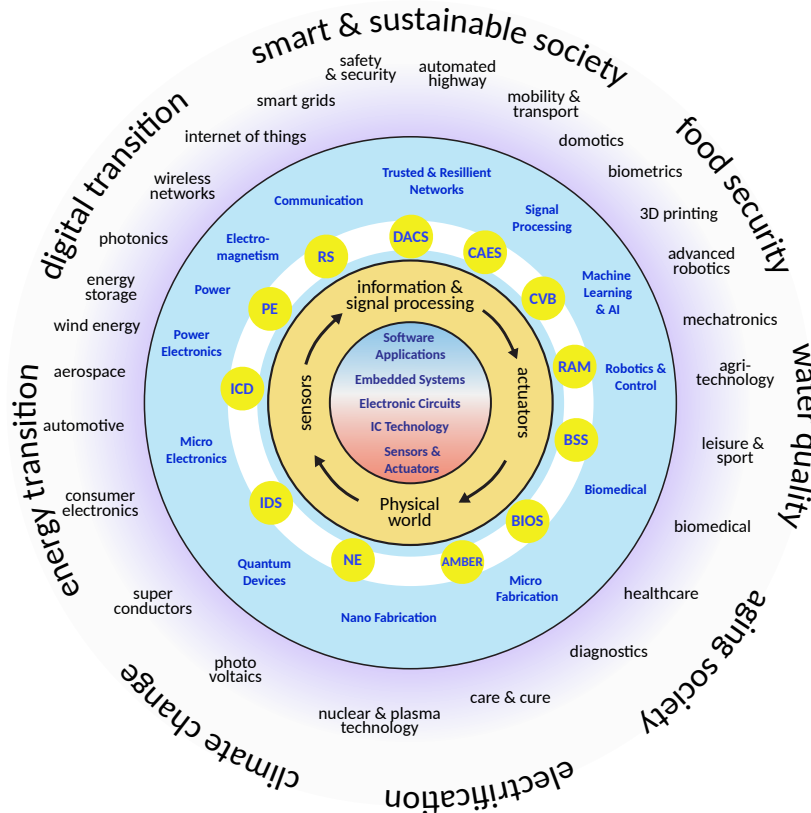 smart & sustainable society
digital transition
energy transition
climate change
electrification
aging society
water quality
food security
safety
& security
automated
highway
mobility &
transport
domotics
biometrics
3D printing
advanced
robotics
mechatronics
agri-
technology
leisure &
sport
biomedical
healthcare
diagnostics
care & cure
nuclear & plasma
technology
photo
voltaics
super
conductors
consumer
electronics
automotive
aerospace
wind energy
energy
storage
photonics
wireless
networks
internet of things
smart grids
Trusted & Resillient
Networks
Signal
Processing
Machine
Learning
& AI
Robotics &
Control
Biomedical
Micro
Fabrication
Nano Fabrication
Quantum
Devices
Micro
Electronics
Power
Electronics
Power
Electro-
magnetism
Communication
DACS
CAES
CVB
RAM
BSS
BIOS
AMBER
NE
IDS
ICD
PE
RS
information &
signal processing
actuators
Physical
world
sensors
Software
Applications
Embedded Systems
Electronic Circuits
IC Technology
Sensors &
Actuators